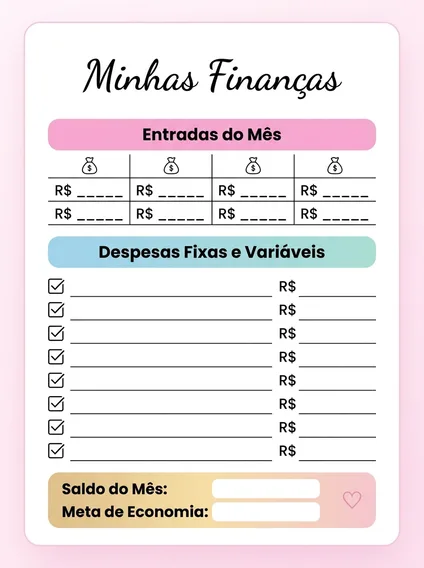 Minhas Finanças
Entradas do Mês
$ $ $ $
R$ _____ R$ _____ R$ _____ R$ _____
R$ _____ R$ _____ R$ _____ R$ _____
Despesas Fixas e Variáveis
R$
R$
R$
R$
R$
R$
R$
R$
Saldo do Mês:
Meta de Economia: